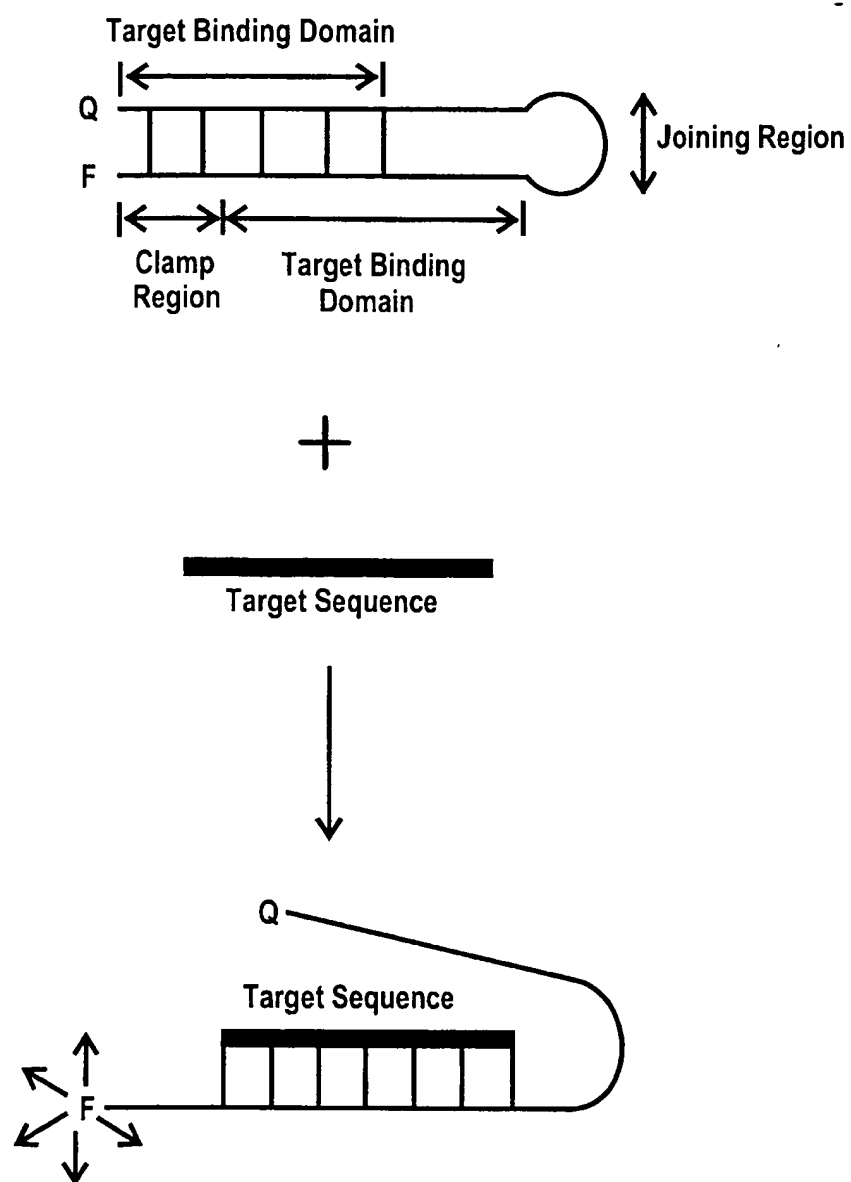 Target Binding Domain
Q
Joining Region
F
Clamp
Region
Target Binding
Domain
Target Sequence
Q
Target Sequence
F